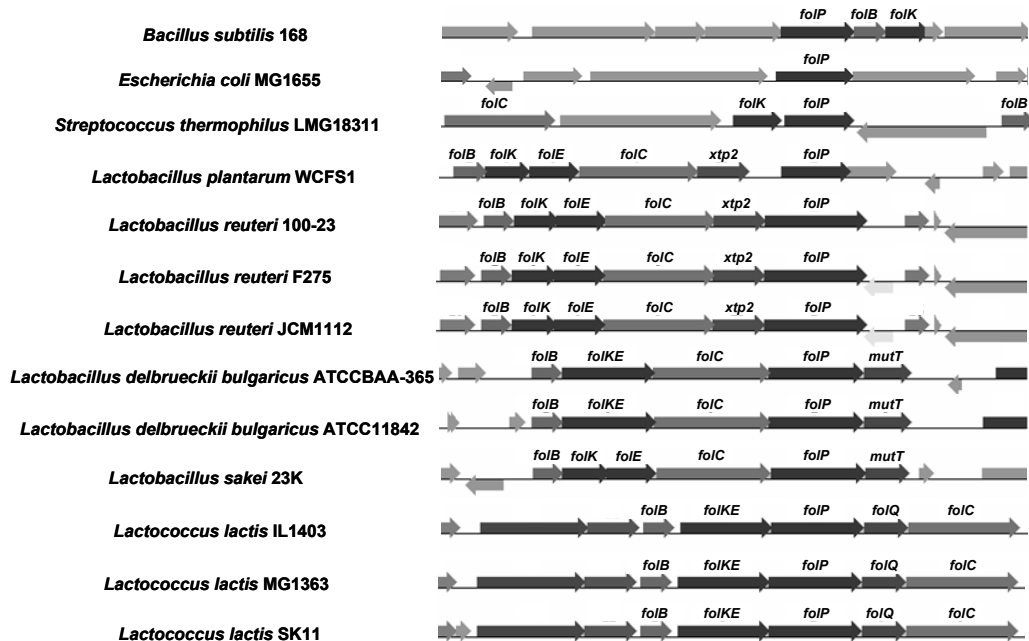 folP folB folK
Bacillus subtilis 168
folP
Escherichia coli MG1655
folC folK folP folB
Streptococcus thermophilus LMG18311
folB folK folE folC xtp2 folP
Lactobacillus plantarum WCFS1
folB folK folE folC xtp2 folP
Lactobacillus reuteri 100-23
folB folK folE folC xtp2 folP
Lactobacillus reuteri F275
folB folK folE folC xtp2 folP
Lactobacillus reuteri JCM1112
folB folKE folC folP mutT
Lactobacillus delbrueckii bulgaricus ATCCBAA-365
folB folKE folC folP mutT
Lactobacillus delbrueckii bulgaricus ATCC11842
folB folK folE folC folP mutT
Lactobacillus sakei 23K
folB folKE folP folQ folC
Lactococcus lactis IL1403
folB folKE folP folQ folC
Lactococcus lactis MG1363
folB folKE folP folQ folC
Lactococcus lactis SK11